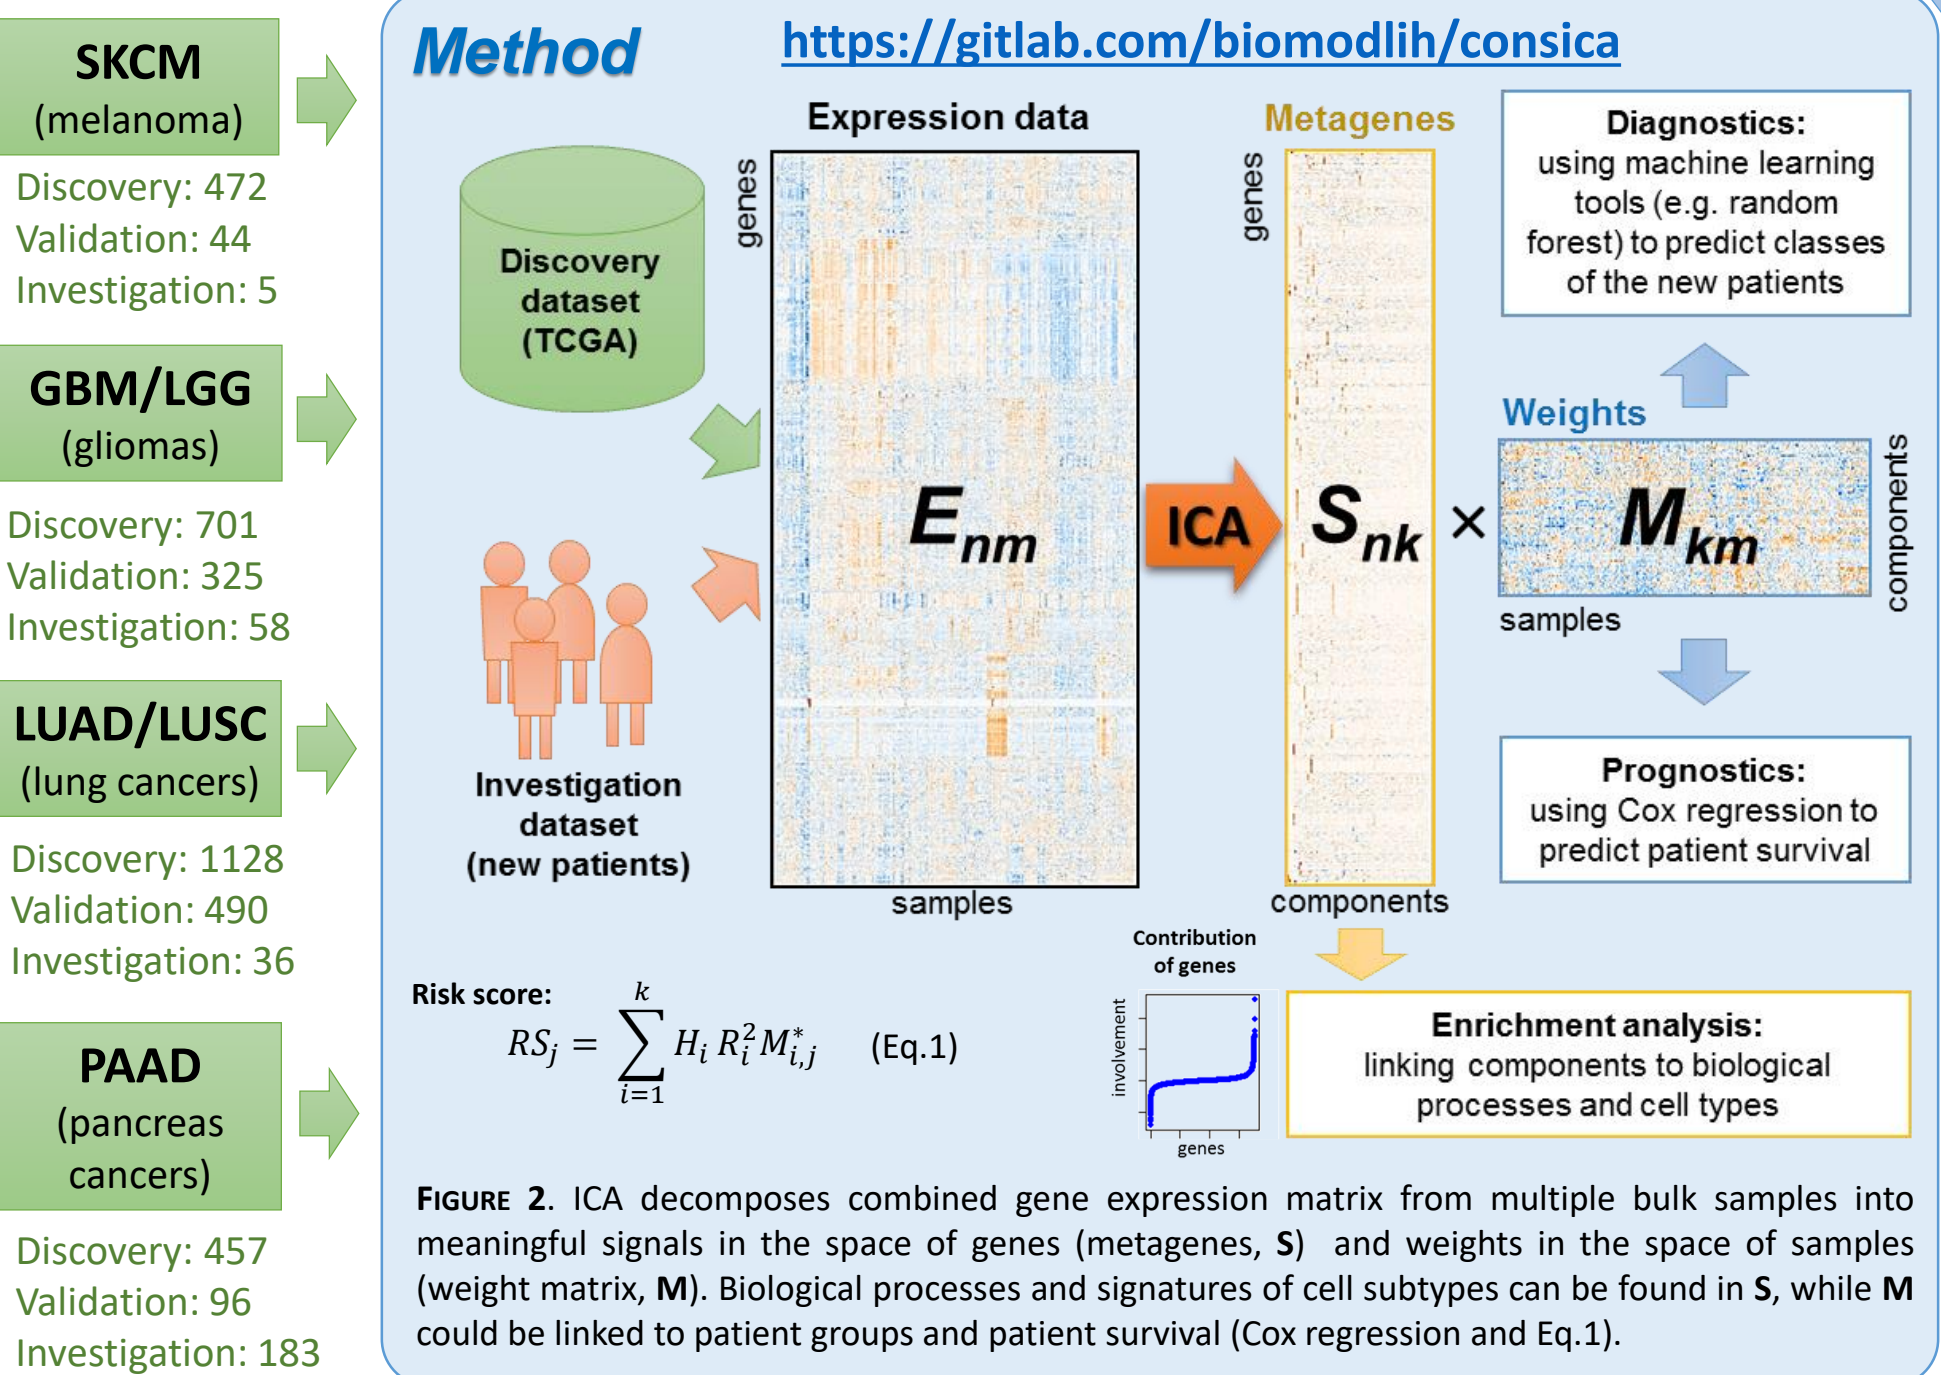 SKCM
(melanoma)
Discovery: 472
Validation: 44
Investigation: 5
GBM/LGG
(gliomas)
Discovery: 701
Validation: 325
Investigation: 58
LUAD/LUSC
(lung cancers)
Discovery: 1128
Validation: 490
Investigation: 36
PAAD
(pancreas
cancers)
Discovery: 457
Validation: 96
Investigation: 183
Method
https://gitlab.com/biomodlih/consica
Discovery
dataset
(TCGA)
Investigation
dataset
(new patients)
Expression data
genes
E_nm
samples
ICA
Metagenes
genes
S_nk
components
×
Weights
M_km
samples
components
Diagnostics:
using machine learning
tools (e.g. random
forest) to predict classes
of the new patients
Prognostics:
using Cox regression to
predict patient survival
Contribution
of genes
involvement
genes
Enrichment analysis:
linking components to biological
processes and cell types
Risk score:
RS_j = ∑_{i=1}^{k} H_i R_i^2 M_{i,j}^* (Eq.1)
FIGURE 2. ICA decomposes combined gene expression matrix from multiple bulk samples into
meaningful signals in the space of genes (metagenes, S) and weights in the space of samples
(weight matrix, M). Biological processes and signatures of cell subtypes can be found in S, while M
could be linked to patient groups and patient survival (Cox regression and Eq.1).